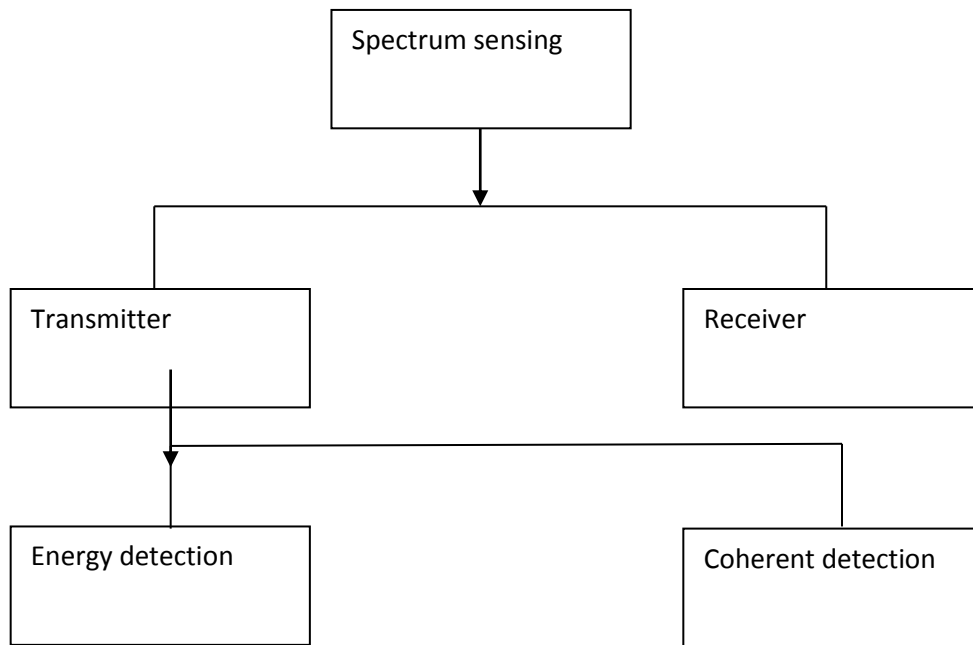 Spectrum sensing
Transmitter
Receiver
Energy detection
Coherent detection